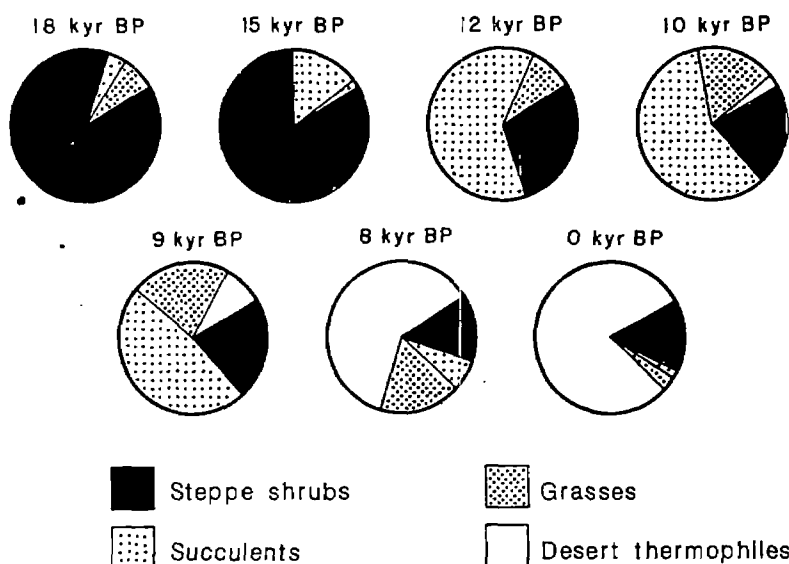 18 kyr BP
15 kyr BP
12 kyr BP
10 kyr BP
9 kyr BP
8 kyr BP
0 kyr BP
Steppe shrubs
Grasses
Succulents
Desert thermophiles